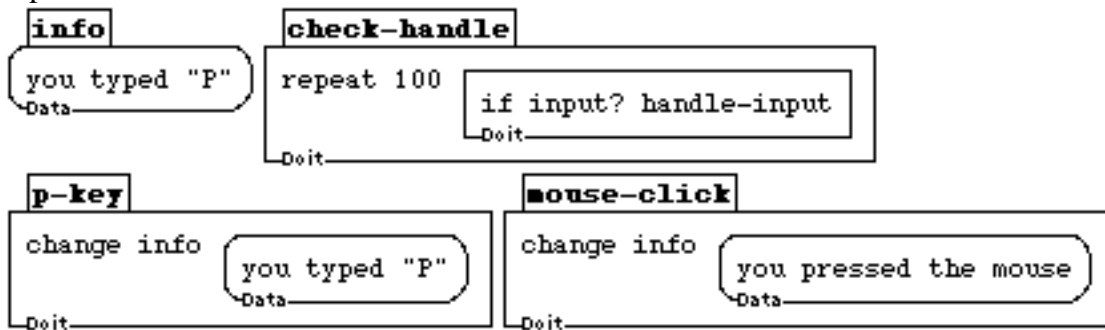 info
you typed "P"
Data
check-handle
repeat 100
if input? handle-input
Doit
Doit
p-key
change info
you typed "P"
Data
Doit
mouse-click
change info
you pressed the mouse
Data
Doit